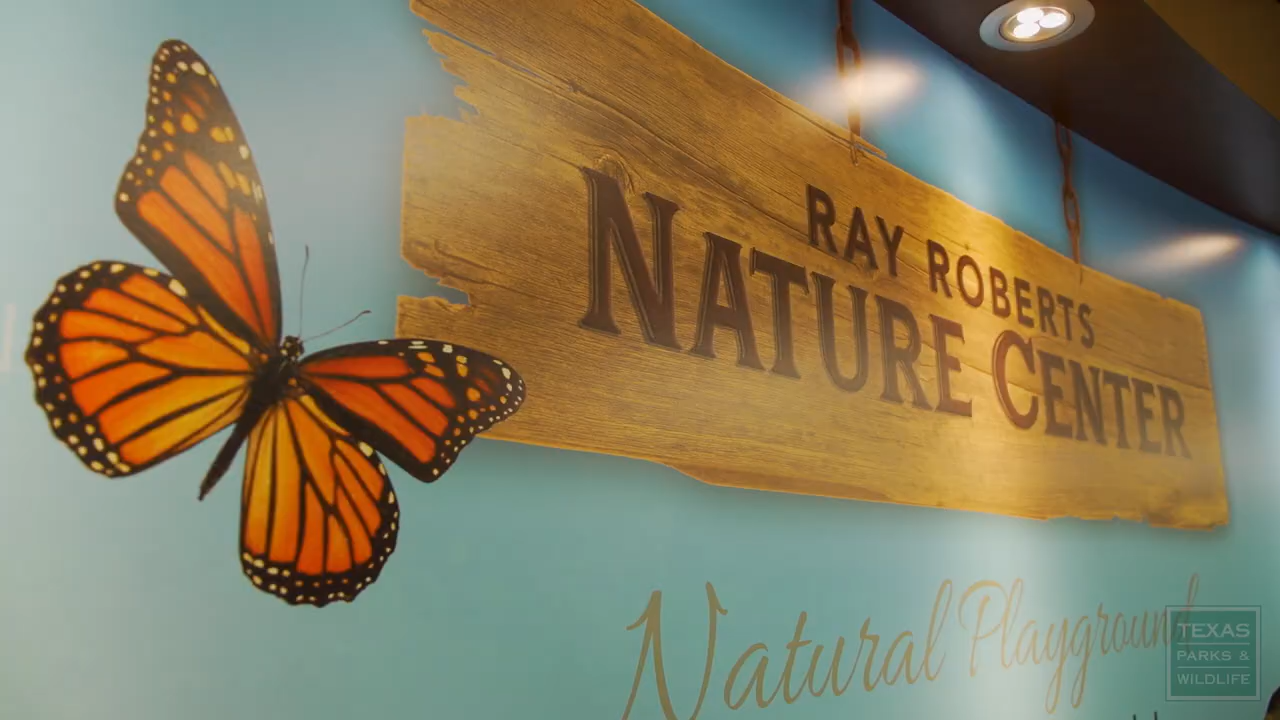 RAY ROBERTS
NATURE CENTER
Natural Playground
TEXAS
PARKS &
WILDLIFE